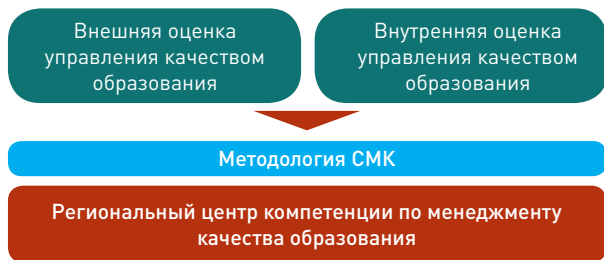 Внешняя оценка
управления качеством
образования
Внутренняя оценка
управления качеством
образования
Методология СМК
Региональный центр компетенции по менеджменту
качества образования